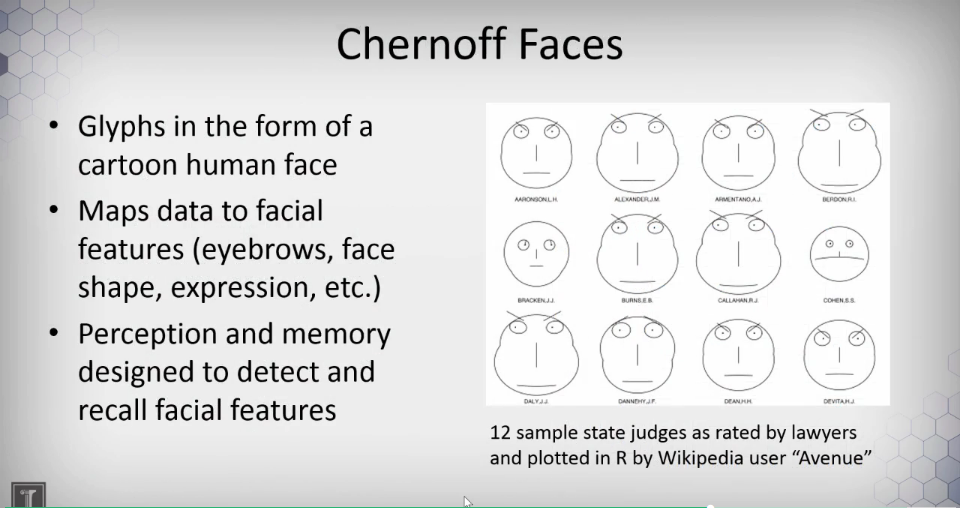 Chernoff Faces
• Glyphs in the form of a
cartoon human face
• Maps data to facial
features (eyebrows, face
shape, expression, etc.)
• Perception and memory
designed to detect and
recall facial features
AARONSON,L.H.
ALEXANDER,J.M.
ARMENTANO,A.J.
BERDON,R.I.
BRACKEN,J.J.
BURNS,E.B.
CALLAHAN,R.J.
COHEN,S.S.
DALY,J.J.
DANNEHY,J.F.
DEAN,H.H.
DEVITA,H.J.
12 sample state judges as rated by lawyers
and plotted in R by Wikipedia user “Avenue”